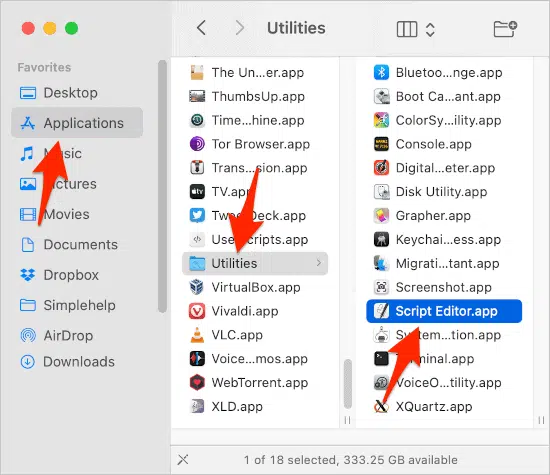 Utilities
Favorites
Desktop
Applications
Music
Pictures
Movies
Documents
Dropbox
Simplehelp
AirDrop
Downloads
The Un...er.app
ThumbsUp.app
Time...hine.app
Tor Browser.app
Trans...sion.app
TV.app
Twe Deck.app
Use Scripts.app
Utilities
VirtualBox.app
Vivaldi.app
VLC.app
Voice...mos.app
WebTorrent.app
XLD.app
Bluetoo...nge.app
Boot Ca...ant.app
ColorSy...ility.app
Console.app
Digital...eter.app
Disk Utility.app
Grapher.app
Keychai...ess.app
Migrati...tant.app
Screenshot.app
Script Editor.app
System...tion.app
Terminal.app
VoiceO...tility.app
XQuartz.app
1 of 18 selected, 333.25 GB available